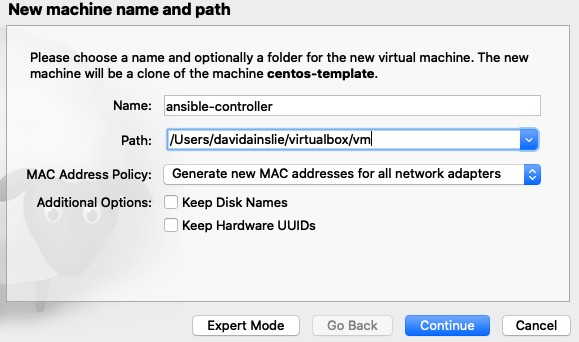 New machine name and path
Please choose a name and optionally a folder for the new virtual machine. The new
machine will be a clone of the machine centos-template.
Name: ansible-controller
Path: /Users/davidainslie/virtualbox/vm
MAC Address Policy: Generate new MAC addresses for all network adapters
Additional Options: Keep Disk Names
Keep Hardware UUIDs
Expert Mode Go Back Continue Cancel